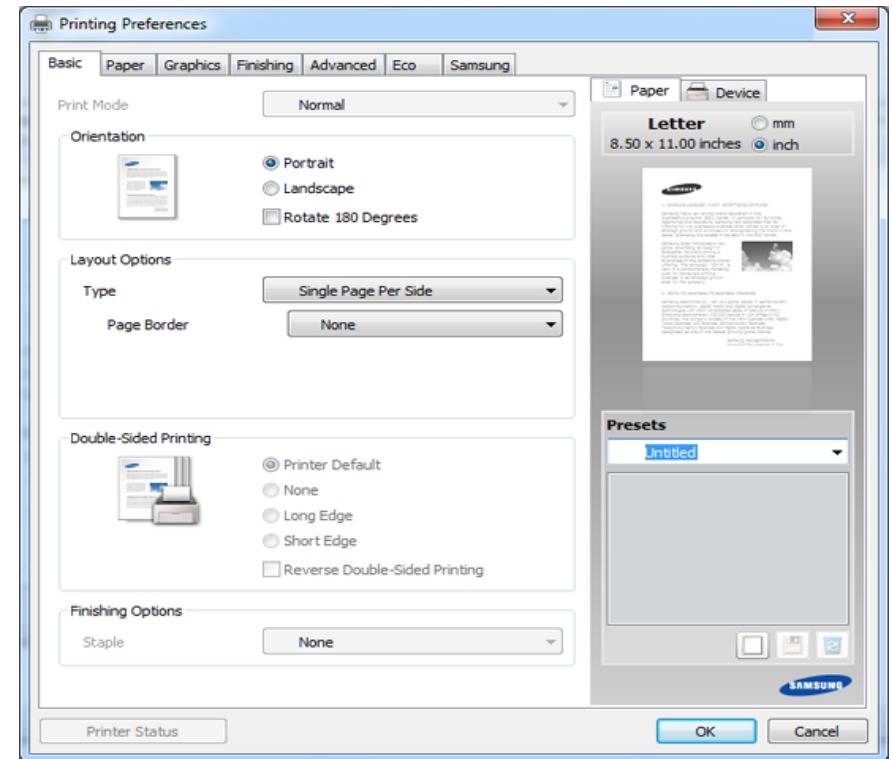 Printing Preferences
Basic Paper Graphics Finishing Advanced Eco Samsung
Print Mode Normal
Orientation
Portrait
Landscape
Rotate 180 Degrees
Layout Options
Type Single Page Per Side
Page Border None
Double-Sided Printing
Printer Default
None
Long Edge
Short Edge
Reverse Double-Sided Printing
Finishing Options
Staple None
Printer Status
Paper Device
Letter mm
8.50 x 11.00 inches inch
SAMSUNG
Presets
Untitled
SAMSUNG
OK Cancel